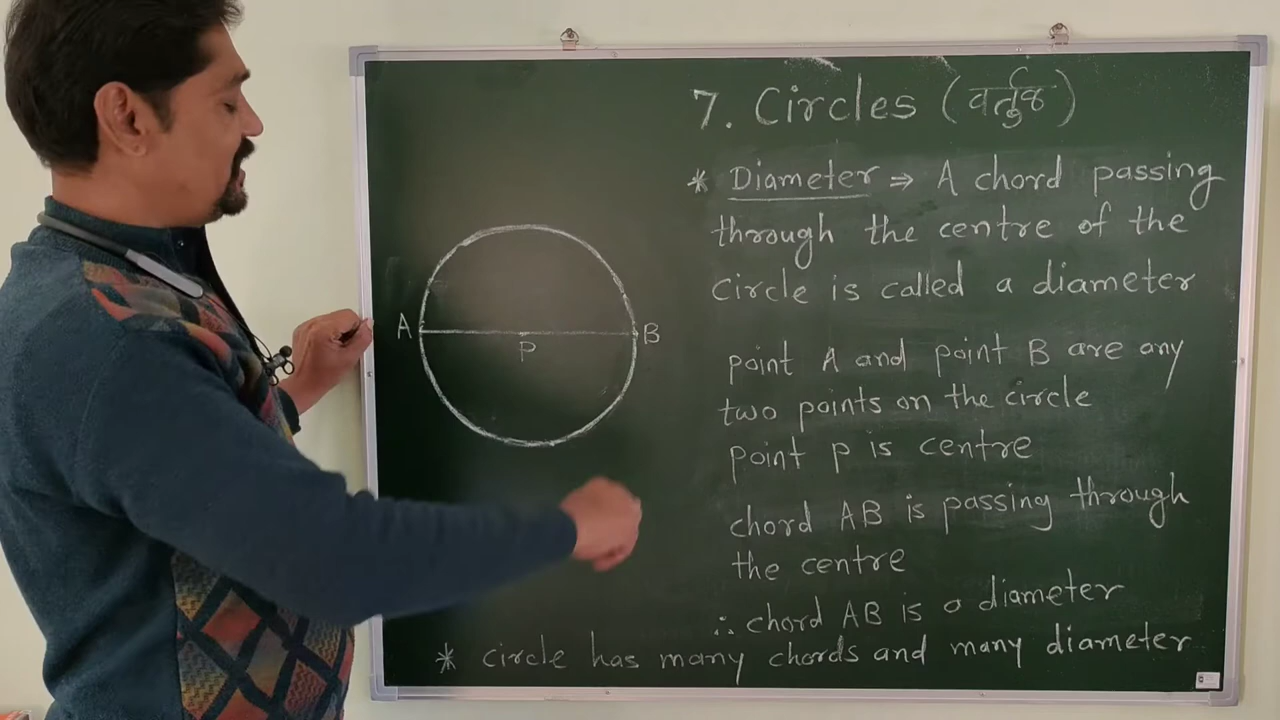 7. Circles (वर्तुळ)
* Diameter ⇒ A chord passing
through the centre of the
circle is called a diameter
A
B
P
point A and point B are any
two points on the circle
point p is centre
chord AB is passing through
the centre
∴ chord AB is a diameter
* circle has many chords and many diameter